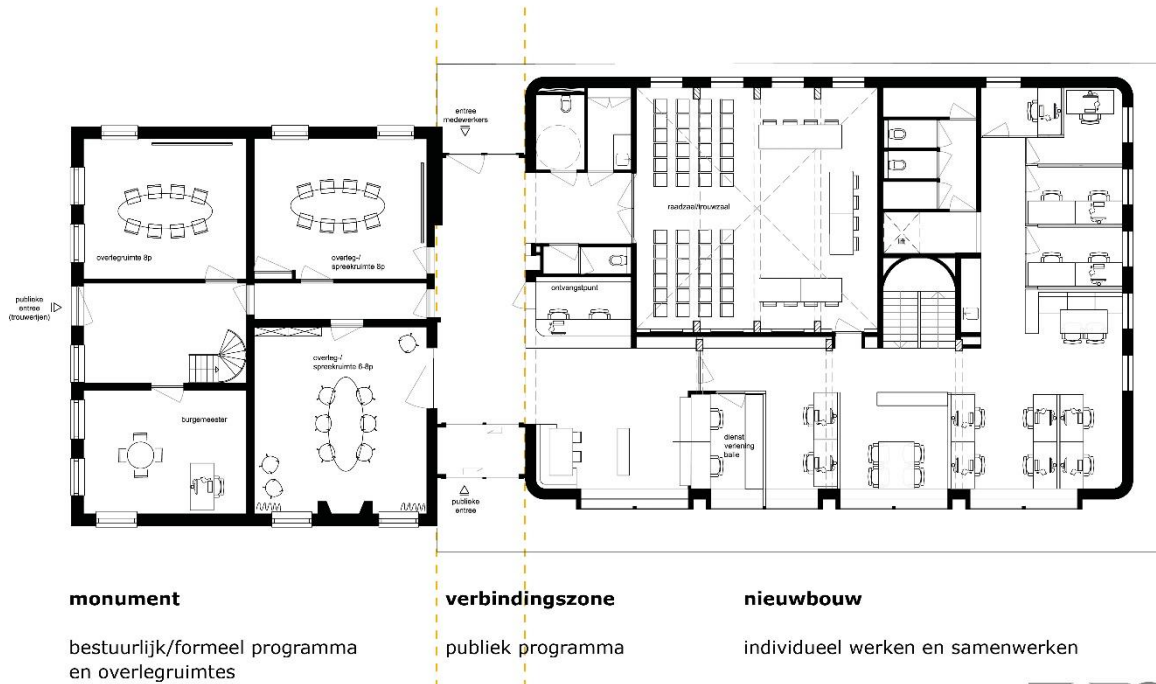 entree
medewerkers
overlegruimte 8p
overleg-/
spreekruimte 8p
raadzaal/trouwzaal
lift
publieke
entree
(trouwerijen)
ontvangstpunt
overleg-/
spreekruimte 6-8p
burgemeester
dienst
verlening
balie
publieke
entree
monument
verbindingszone
nieuwbouw
bestuurlijk/formeel programma
en overlegruimtes
publiek programma
individueel werken en samenwerken